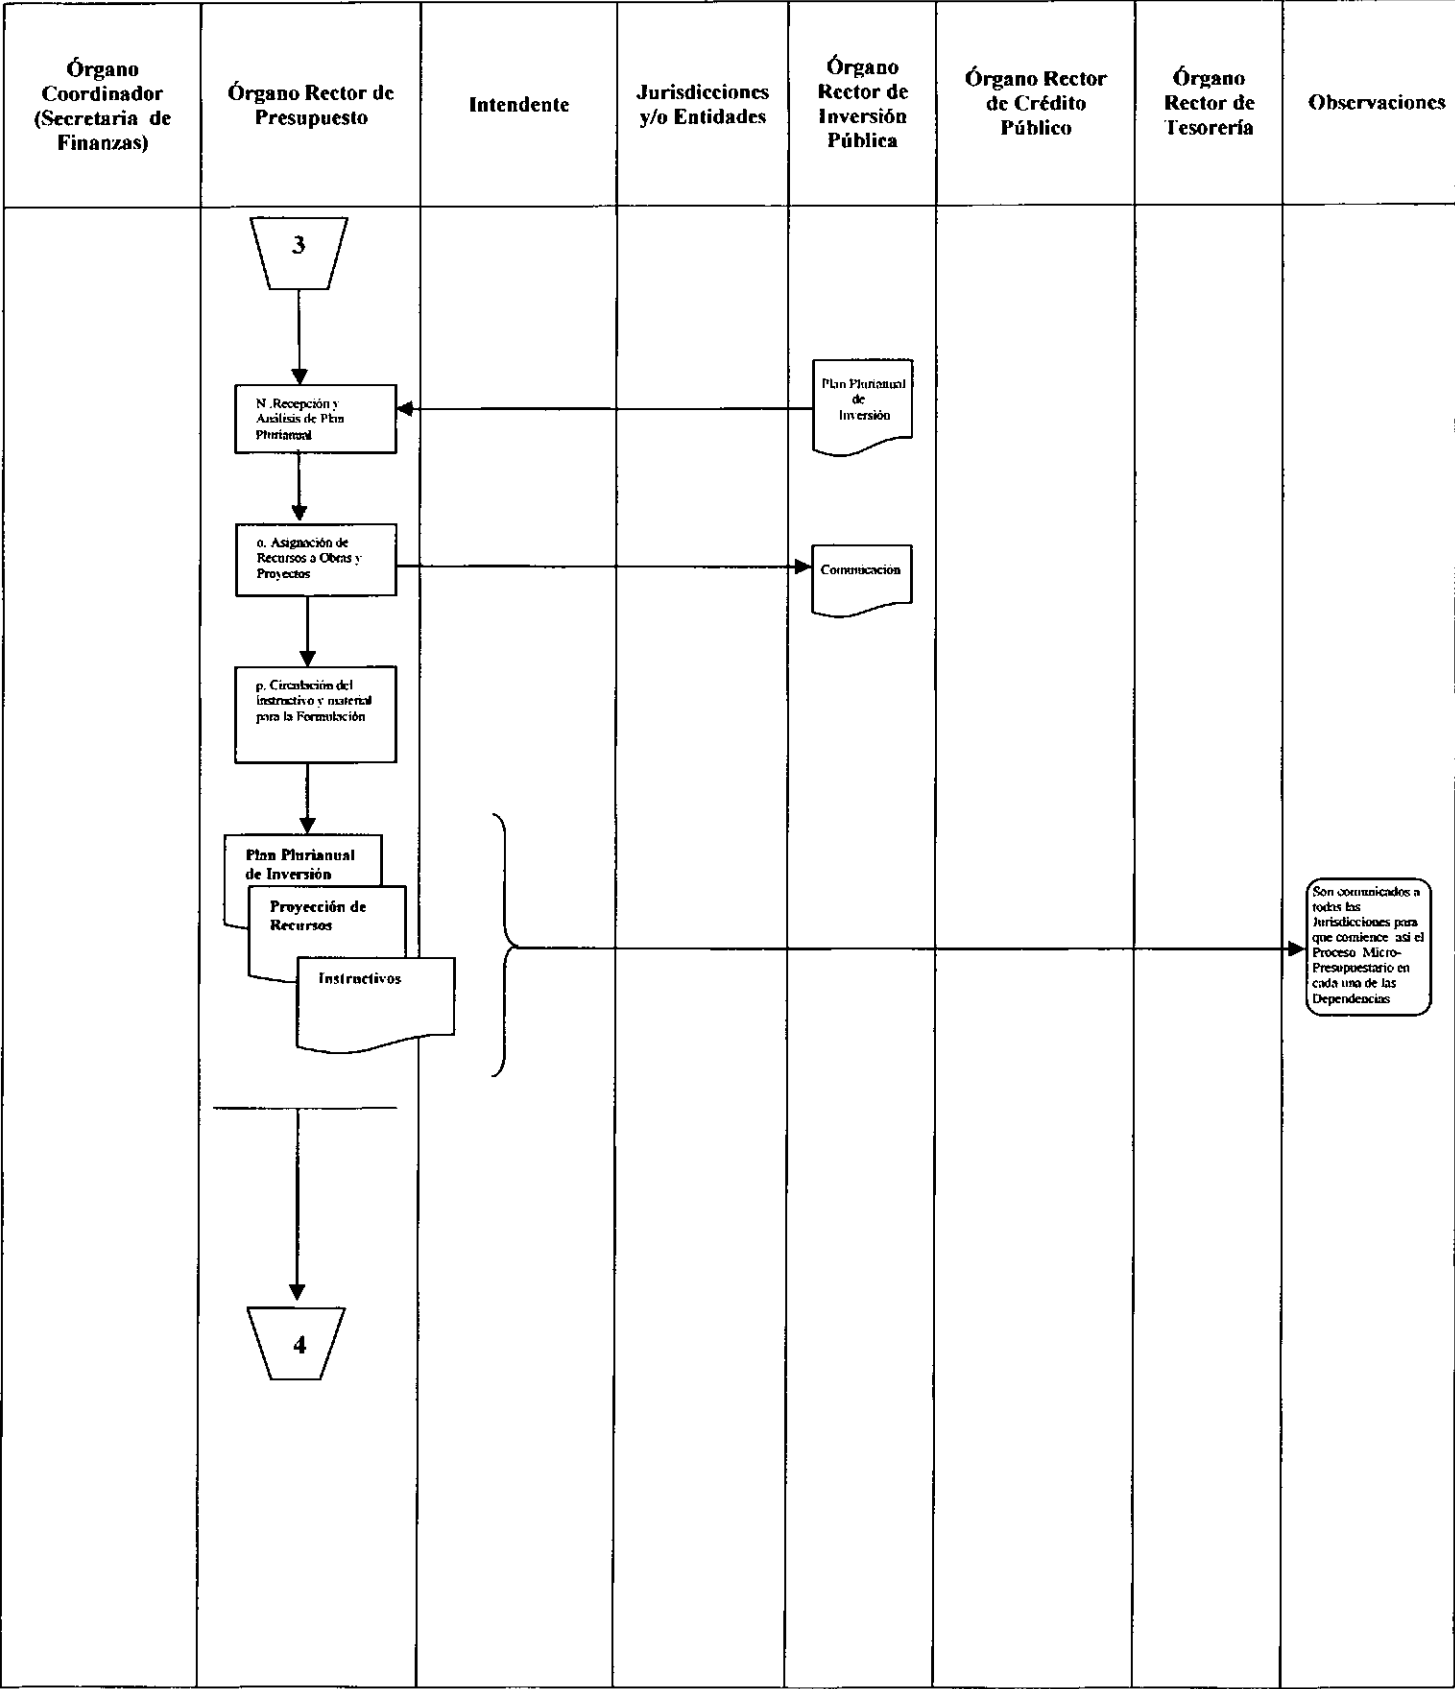 Órgano
Coordinador
(Secretaria de
Finanzas)
Órgano Rector de
Presupuesto
Intendente
Jurisdicciones
y/o Entidades
Órgano
Rector de
Inversión
Pública
Órgano Rector
de Crédito
Público
Órgano
Rector de
Tesorería
Observaciones
3
N .Recepción y
Análisis de Plan
Plurianual
Plan Plurianual
de
Inversión
o. Asignación de
Recursos a Obras y
Proyectos
Comunicación
p. Circulación del
instructivo y material
para la Formulación
Plan Plurianual
de Inversión
Proyección de
Recursos
Instructivos
Son comunicados a
todas las
Jurisdicciones para
que comience así el
Proceso Micro-
Presupuestario en
cada una de las
Dependencias
4